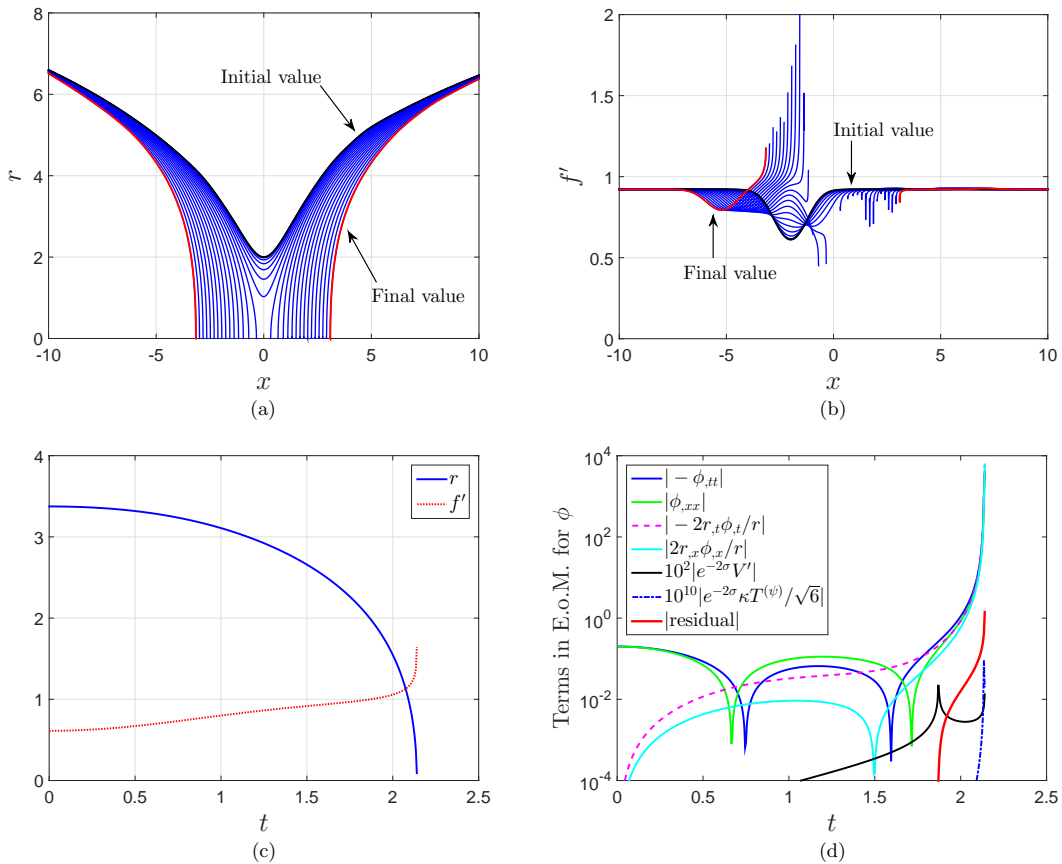 8
6
4
2
0
r
Initial value
Final value
-10
-5
0
5
10
x
(a)
2
1.5
1
0.5
0
f′
Initial value
Final value
-10
-5
0
5
10
x
(b)
4
3
2
1
0
r
f′
0
0.5
1
1.5
2
2.5
t
(c)
Terms in E.o.M. for ϕ
10^4
10^2
10^0
10^-2
10^-4
| − ϕ,tt|
|ϕ,xx|
| − 2r,tϕ,t/r|
|2r,xϕ,x/r|
10^2|e^{−2σ}V′|
10^{10}|e^{−2σ}κT^{(ψ)}/√6|
|residual|
0
0.5
1
1.5
2
2.5
t
(d)